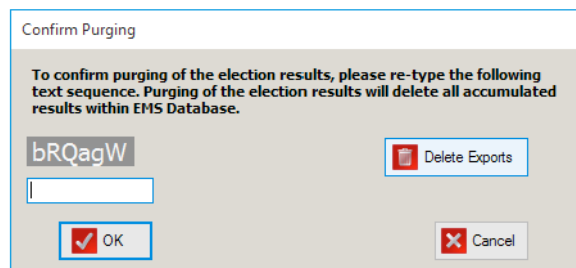 Confirm Purging
To confirm purging of the election results, please re-type the following
text sequence. Purging of the election results will delete all accumulated
results within EMS Database.
bRQagW
Delete Exports
OK
Cancel